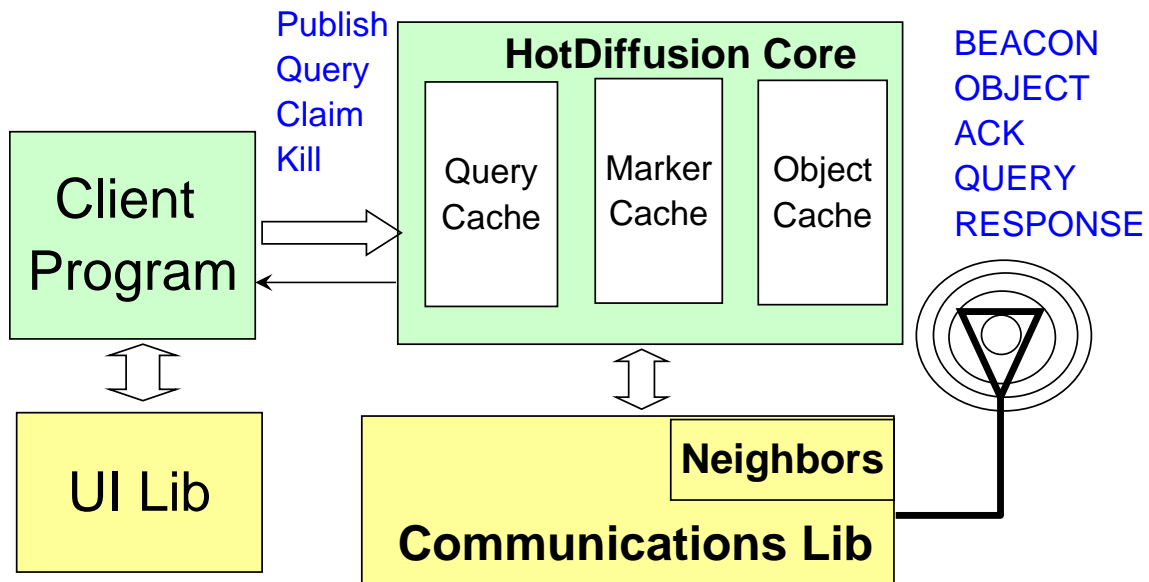 Publish
Query
Claim
Kill
HotDiffusion Core
Query
Cache
Marker
Cache
Object
Cache
BEACON
OBJECT
ACK
QUERY
RESPONSE
Client
Program
UI Lib
Neighbors
Communications Lib